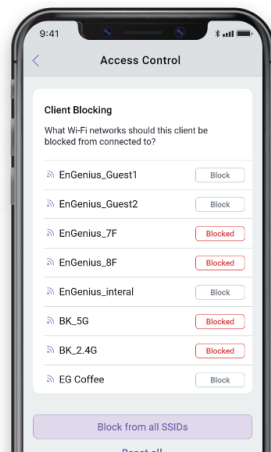 9:41
Access Control
Client Blocking
What Wi-Fi networks should this client be
blocked from connected to?
EnGenius_Guest1 Block
EnGenius_Guest2 Block
EnGenius_7F Blocked
EnGenius_8F Blocked
EnGenius_interal Block
BK_5G Blocked
BK_2.4G Blocked
EG Coffee Block
Block from all SSIDs
Reset all